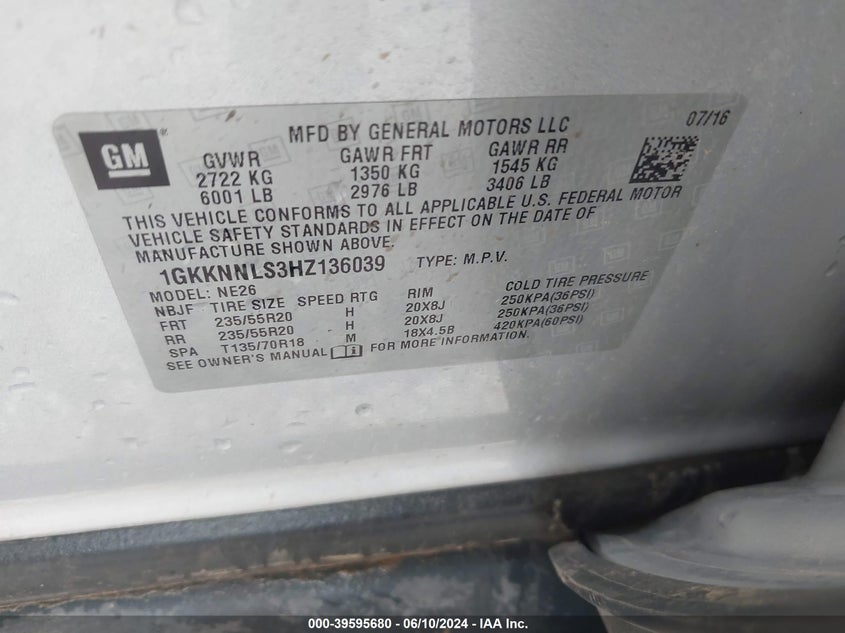 GM ®
MFD BY GENERAL MOTORS LLC 07/16
GVWR GAWR FRT GAWR RR
2722 KG 1350 KG 1545 KG
6001 LB 2976 LB 3406 LB
THIS VEHICLE CONFORMS TO ALL APPLICABLE U.S. FEDERAL MOTOR
VEHICLE SAFETY STANDARDS IN EFFECT ON THE DATE OF
MANUFACTURE SHOWN ABOVE.
1GKKNNLS3HZ136039 TYPE: M.P.V.
MODEL: NE26
NBJF TIRE SIZE SPEED RTG RIM COLD TIRE PRESSURE
FRT 235/55R20 H 20X8J 250KPA(36PSI)
RR 235/55R20 H 20X8J 250KPA(36PSI)
SPA T135/70R18 M 18X4.5B 420KPA(60PSI)
SEE OWNER'S MANUAL FOR MORE INFORMATION.
000-39595680 - 06/10/2024 - IAA Inc.